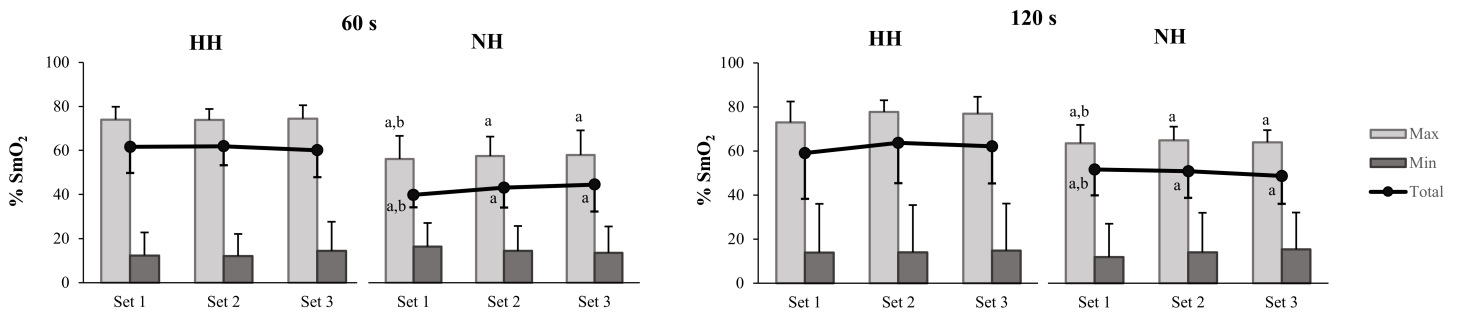 60 s
HH
NH
% SmO2
100
80
60
40
20
0
a,b
a
a
a,b
a
a
Set 1
Set 2
Set 3
Set 1
Set 2
Set 3
120 s
HH
NH
% SmO2
100
80
60
40
20
0
a,b
a
a
a,b
a
a
Set 1
Set 2
Set 3
Set 1
Set 2
Set 3
Max
Min
Total